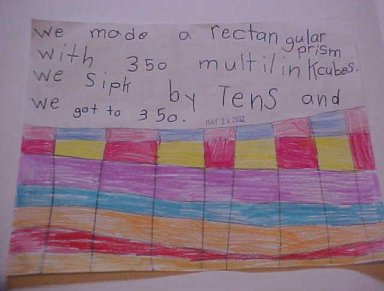 we made a rectangular
prism
with 350 multilinkcubes.
we sipk by Tens and
we got to 350.
MAY 24 2002